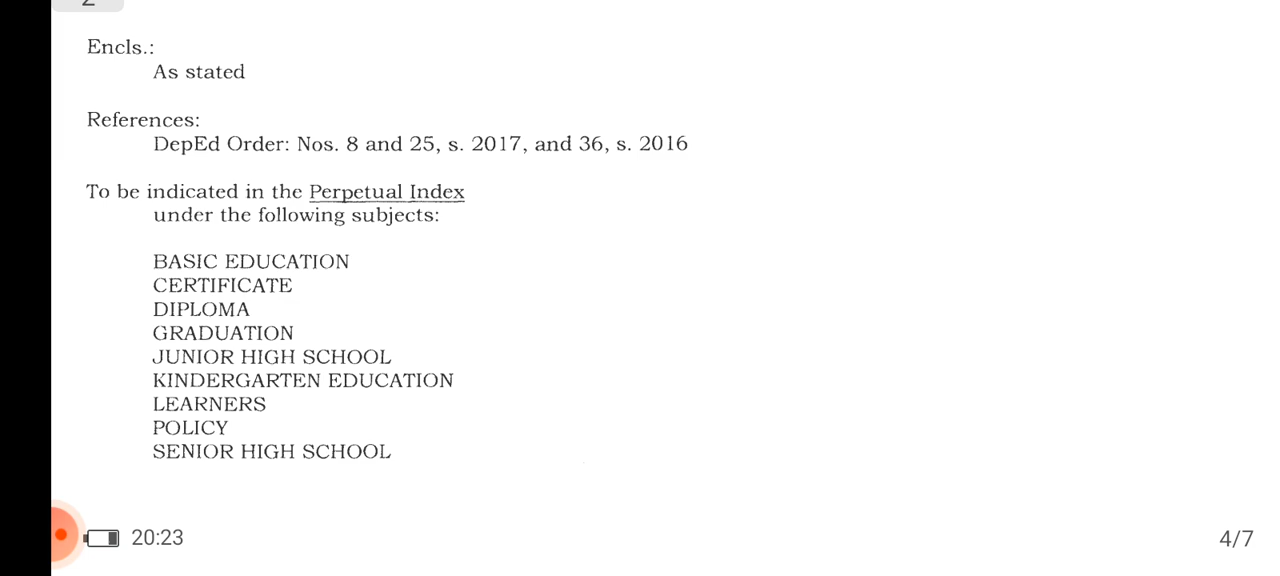 2
Encls.:
As stated
References:
DepEd Order: Nos. 8 and 25, s. 2017, and 36, s. 2016
To be indicated in the Perpetual Index
under the following subjects:
BASIC EDUCATION
CERTIFICATE
DIPLOMA
GRADUATION
JUNIOR HIGH SCHOOL
KINDERGARTEN EDUCATION
LEARNERS
POLICY
SENIOR HIGH SCHOOL
20:23
4/7